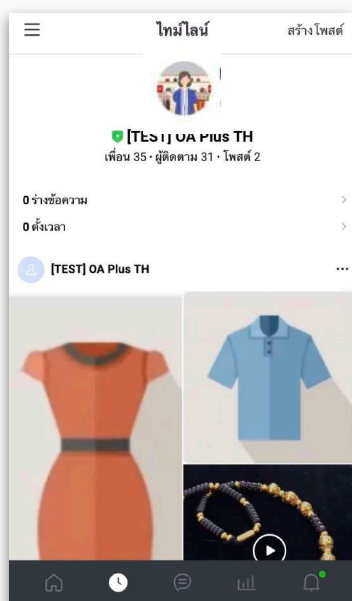 ไทม์ไลน์ สร้างโพสต์
[TEST] OA Plus TH
เพื่อน 35 · ผู้ติดตาม 31 · โพสต์ 2
0 ร่างข้อความ
0 ตั้งเวลา
[TEST] OA Plus TH